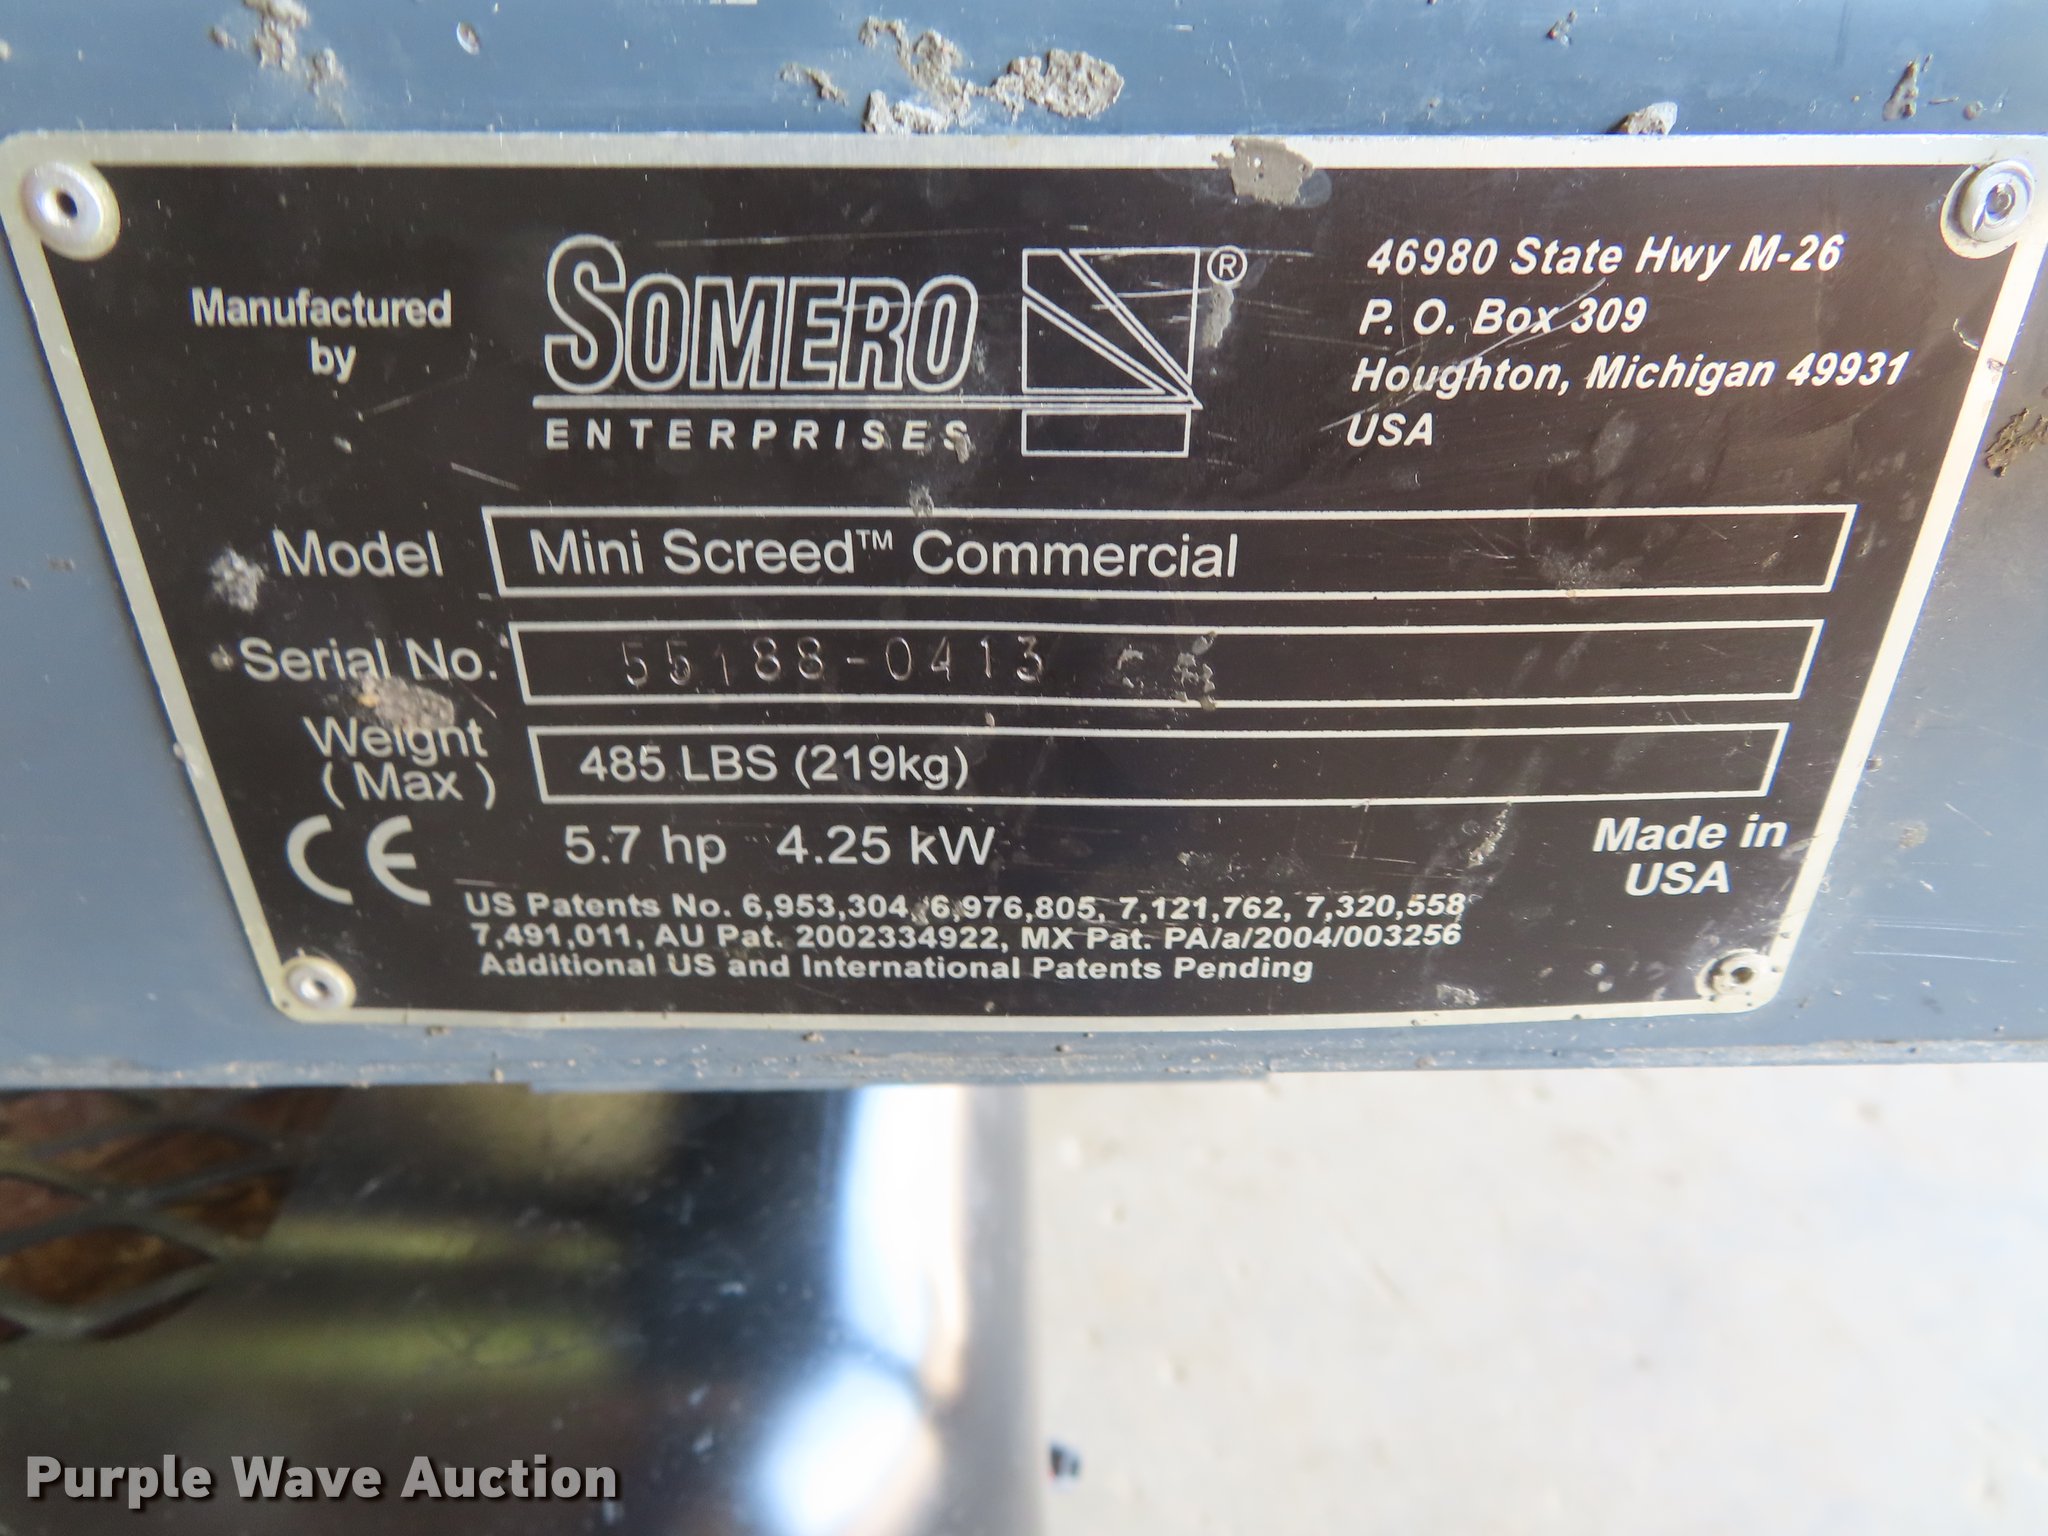 Manufactured
by
SOMERO®
ENTERPRISES
46980 State Hwy M-26
P. O. Box 309
Houghton, Michigan 49931
USA
Model Mini Screed™ Commercial
Serial No. 55188-0413
Weight
( Max ) 485 LBS (219kg)
CE 5.7 hp 4.25 kW
Made in
USA
US Patents No. 6,953,304, 6,976,805, 7,121,762, 7,320,558
7,491,011, AU Pat. 2002334922, MX Pat. PA/a/2004/003256
Additional US and International Patents Pending
Purple Wave Auction